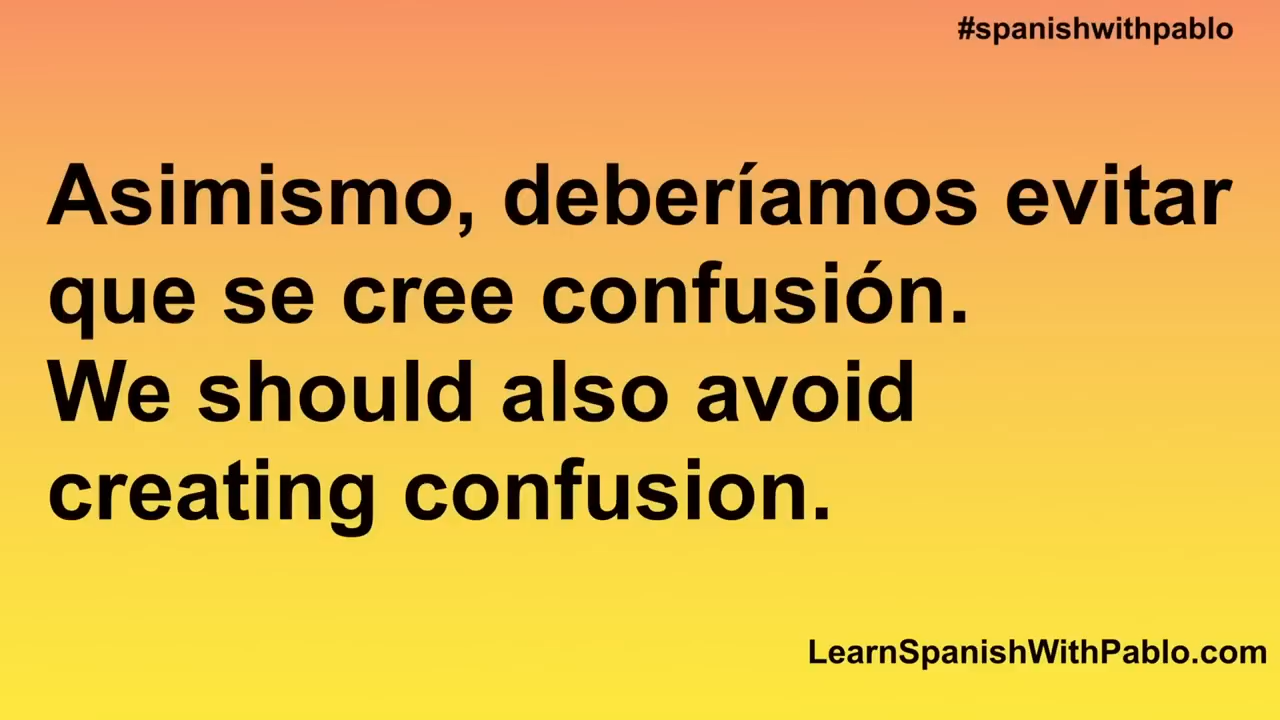 #spanishwithpablo
Asimismo, deberíamos evitar
que se cree confusión.
We should also avoid
creating confusion.
LearnSpanishWithPablo.com